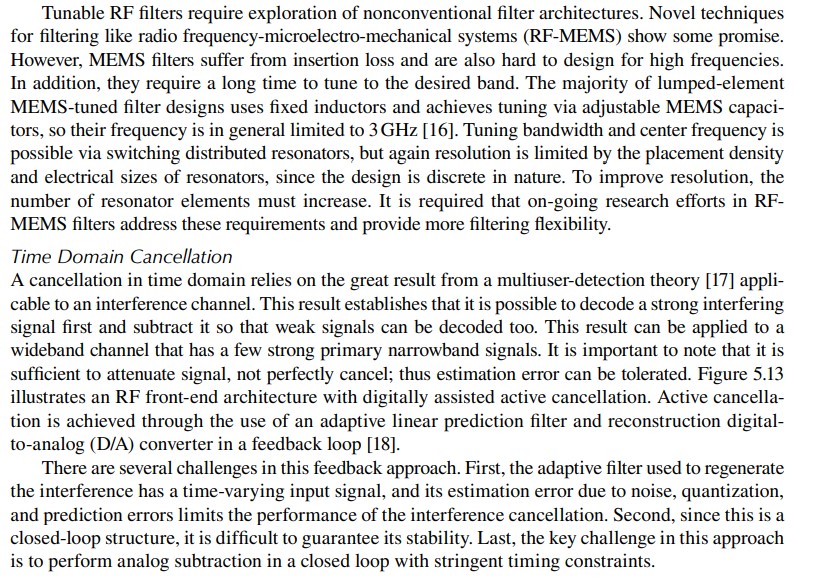 Tunable RF filters require exploration of nonconventional filter architectures. Novel techniques
for filtering like radio frequency-microelectro-mechanical systems (RF-MEMS) show some promise.
However, MEMS filters suffer from insertion loss and are also hard to design for high frequencies.
In addition, they require a long time to tune to the desired band. The majority of lumped-element
MEMS-tuned filter designs uses fixed inductors and achieves tuning via adjustable MEMS capaci-
tors, so their frequency is in general limited to 3 GHz [16]. Tuning bandwidth and center frequency is
possible via switching distributed resonators, but again resolution is limited by the placement density
and electrical sizes of resonators, since the design is discrete in nature. To improve resolution, the
number of resonator elements must increase. It is required that on-going research efforts in RF-
MEMS filters address these requirements and provide more filtering flexibility.
Time Domain Cancellation
A cancellation in time domain relies on the great result from a multiuser-detection theory [17] appli-
cable to an interference channel. This result establishes that it is possible to decode a strong interfering
signal first and subtract it so that weak signals can be decoded too. This result can be applied to a
wideband channel that has a few strong primary narrowband signals. It is important to note that it is
sufficient to attenuate signal, not perfectly cancel; thus estimation error can be tolerated. Figure 5.13
illustrates an RF front-end architecture with digitally assisted active cancellation. Active cancella-
tion is achieved through the use of an adaptive linear prediction filter and reconstruction digital-
to-analog (D/A) converter in a feedback loop [18].
There are several challenges in this feedback approach. First, the adaptive filter used to regenerate
the interference has a time-varying input signal, and its estimation error due to noise, quantization,
and prediction errors limits the performance of the interference cancellation. Second, since this is a
closed-loop structure, it is difficult to guarantee its stability. Last, the key challenge in this approach
is to perform analog subtraction in a closed loop with stringent timing constraints.